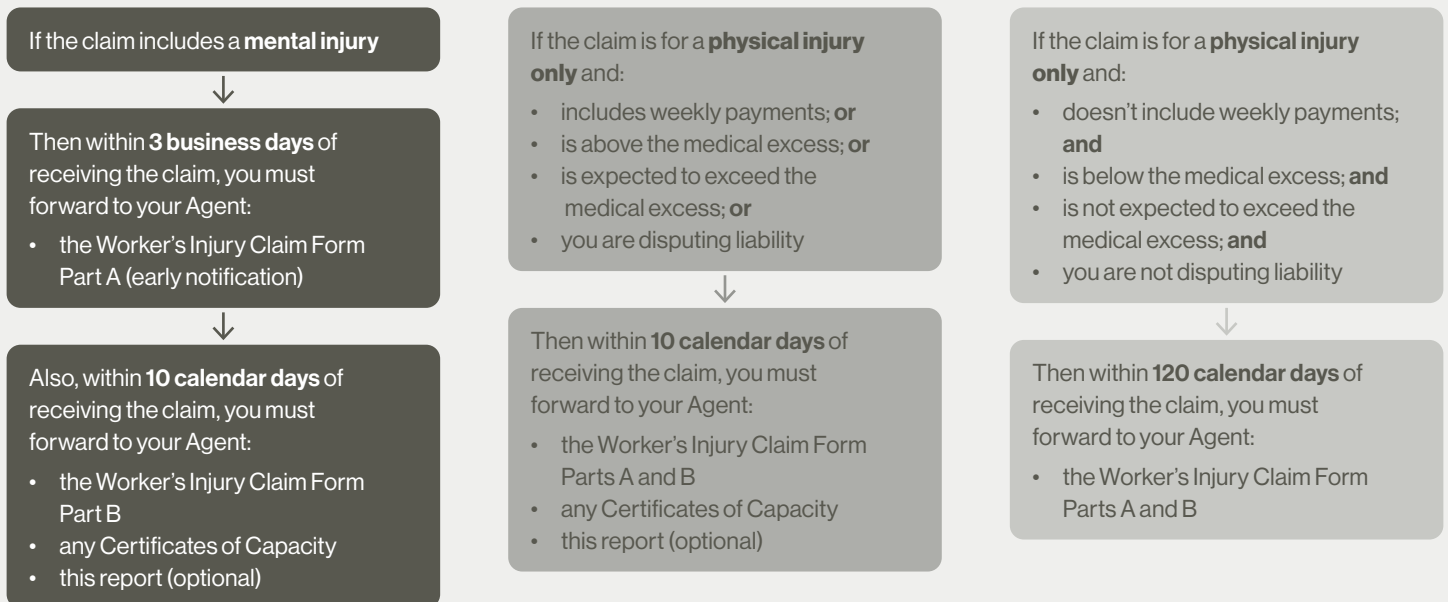 If the claim includes a mental injury
Then within 3 business days of
receiving the claim, you must
forward to your Agent:
• the Worker's Injury Claim Form
Part A (early notification)
Also, within 10 calendar days of
receiving the claim, you must
forward to your Agent:
• the Worker's Injury Claim Form
Part B
• any Certificates of Capacity
• this report (optional)
If the claim is for a physical injury
only and:
• includes weekly payments; or
• is above the medical excess; or
• is expected to exceed the
medical excess; or
• you are disputing liability
Then within 10 calendar days of
receiving the claim, you must
forward to your Agent:
• the Worker's Injury Claim Form
Parts A and B
• any Certificates of Capacity
• this report (optional)
If the claim is for a physical injury
only and:
• doesn't include weekly payments;
and
• is below the medical excess; and
• is not expected to exceed the
medical excess; and
• you are not disputing liability
Then within 120 calendar days of
receiving the claim, you must
forward to your Agent:
• the Worker's Injury Claim Form
Parts A and B